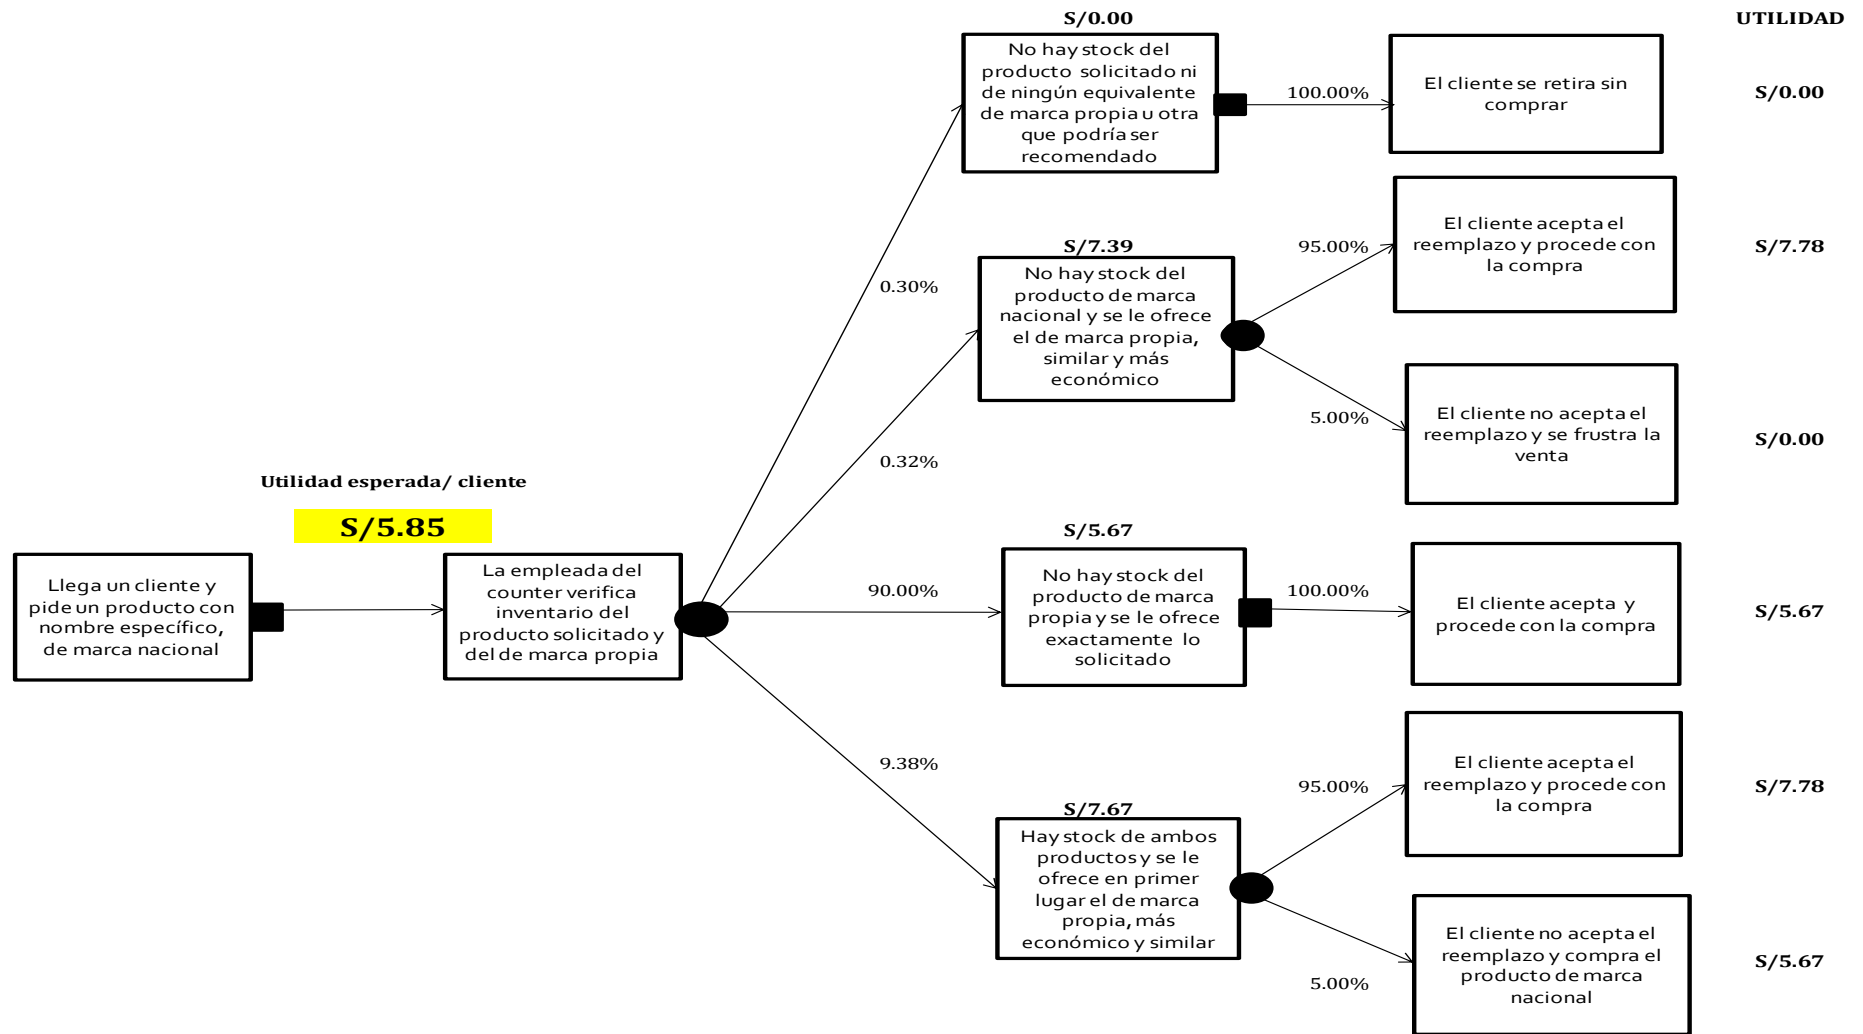 S/0.00
UTILIDAD
No hay stock del
producto solicitado ni
de ningún equivalente
de marca propia u otra
que podría ser
recomendado
100.00%
El cliente se retira sin
comprar
S/0.00
0.30%
S/7.39
No hay stock del
producto de marca
nacional y se le ofrece
el de marca propia,
similar y más
económico
95.00%
El cliente acepta el
reemplazo y procede con
la compra
S/7.78
0.32%
5.00%
El cliente no acepta el
reemplazo y se frustra la
venta
S/0.00
Utilidad esperada/ cliente
S/5.85
Llega un cliente y
pide un producto con
nombre específico,
de marca nacional
La empleada del
counter verifica
inventario del
producto solicitado y
del de marca propia
90.00%
S/5.67
No hay stock del
producto de marca
propia y se le ofrece
exactamente lo
solicitado
100.00%
El cliente acepta y
procede con la compra
S/5.67
9.38%
S/7.67
Hay stock de ambos
productos y se le
ofrece en primer
lugar el de marca
propia, más
económico y similar
95.00%
El cliente acepta el
reemplazo y procede con
la compra
S/7.78
5.00%
El cliente no acepta el
reemplazo y compra el
producto de marca
nacional
S/5.67